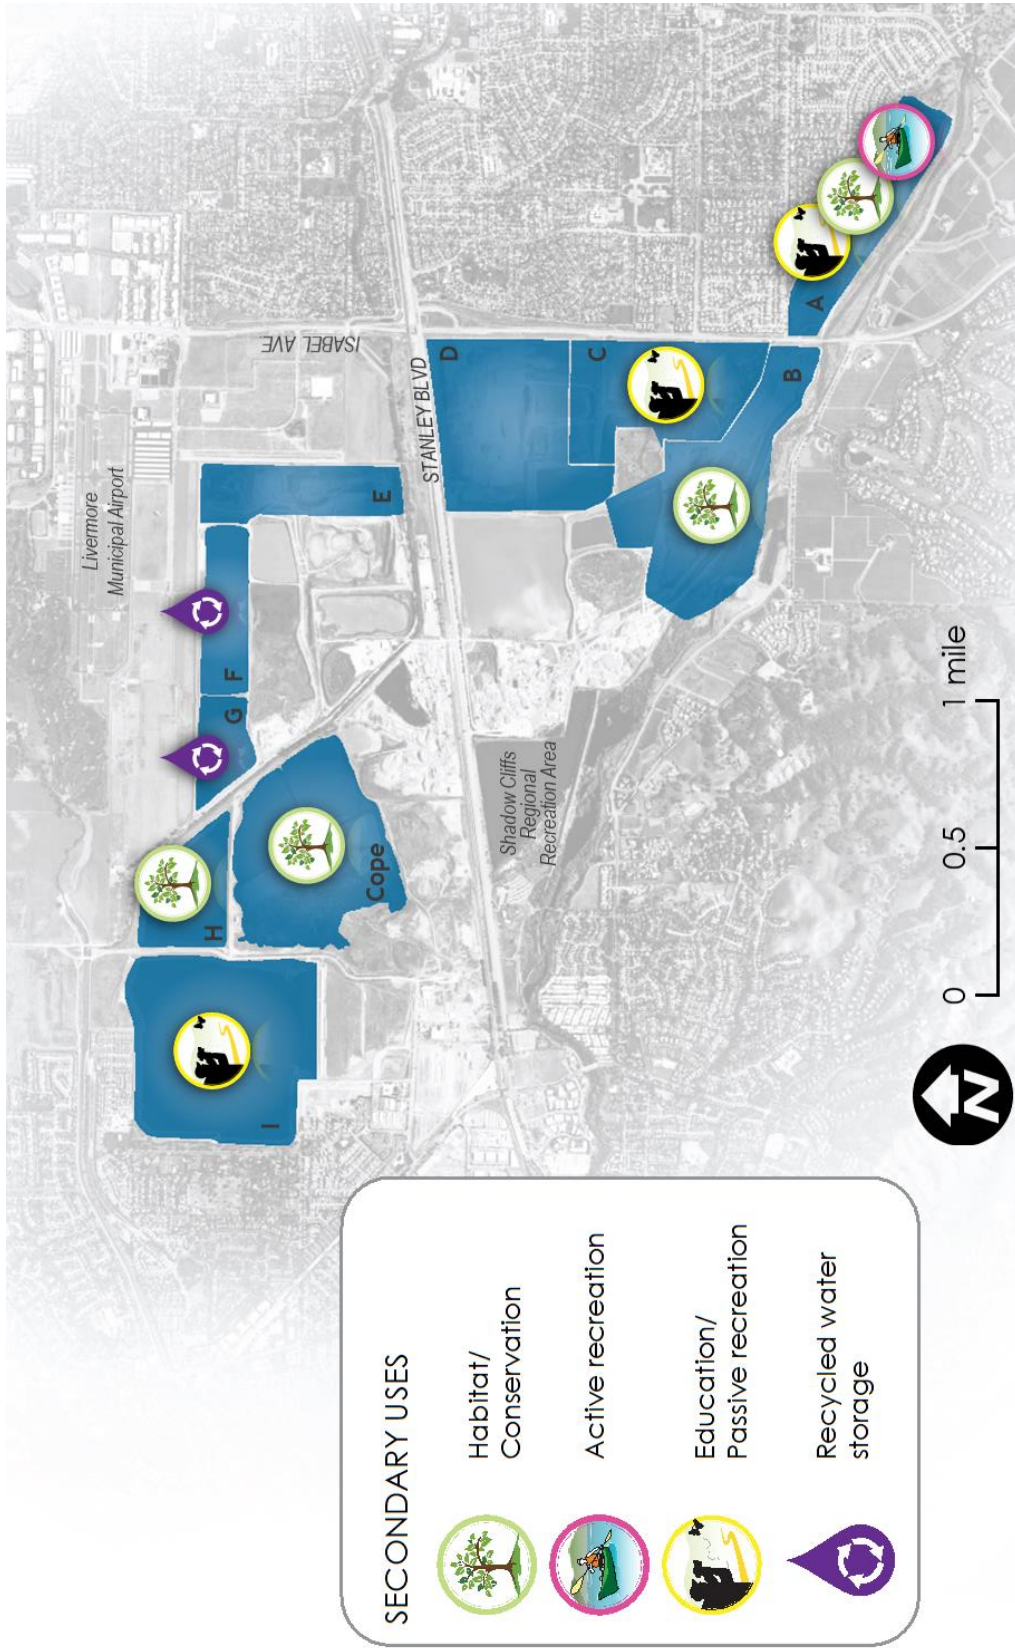 SECONDARY USES
Habitat/
Conservation
Active recreation
Education/
Passive recreation
Recycled water
storage
Livermore
Municipal Airport
ISABEL AVE
STANLEY BLVD
Shadow Cliffs
Regional
Recreation Area
I
H
Cope
G
F
E
D
C
B
A
N
0
0.5
1 mile